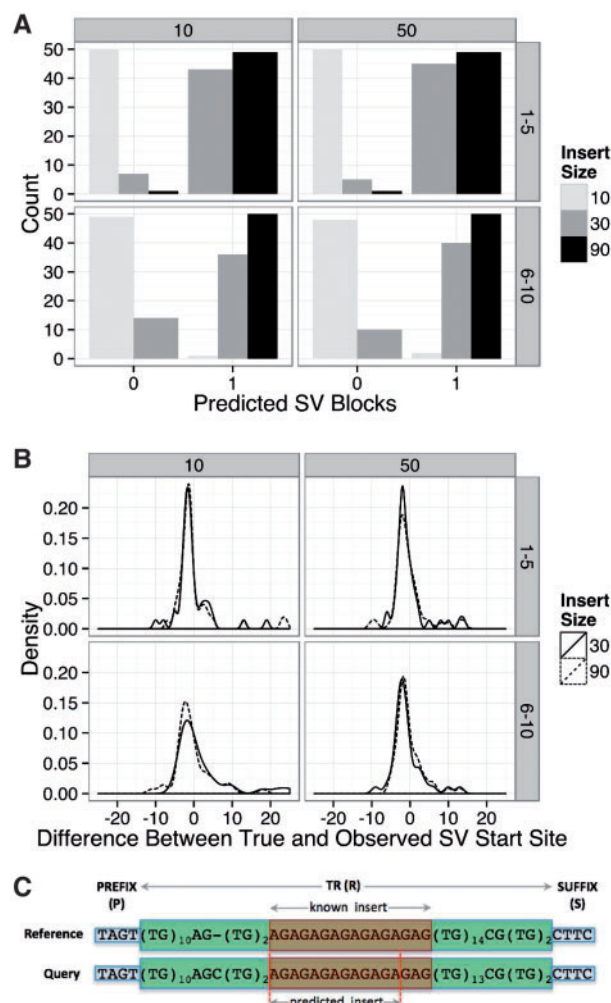 A
10
50
50
40
30
20
10
0
1-5
50
40
30
20
10
0
6-10
Count
0
1
0
1
Predicted SV Blocks
Insert
Size
10
30
90
B
10
50
0.20
0.15
0.10
0.05
0.00
1-5
0.20
0.15
0.10
0.05
0.00
6-10
Density
-20 -10 0 10 20
-20 -10 0 10 20
Difference Between True and Observed SV Start Site
Insert
Size
30
90
C
PREFIX
(P)
TR (R)
SUFFIX
(S)
known insert
Reference TAGT(TG)10AG-(TG)2AGAGAGAGAGAGAGAG(TG)14CG(TG)2CTTC
Query TAGT(TG)10AGC(TG)2AGAGAGAGAGAGAGAG(TG)13CG(TG)2CTTC
predicted insert